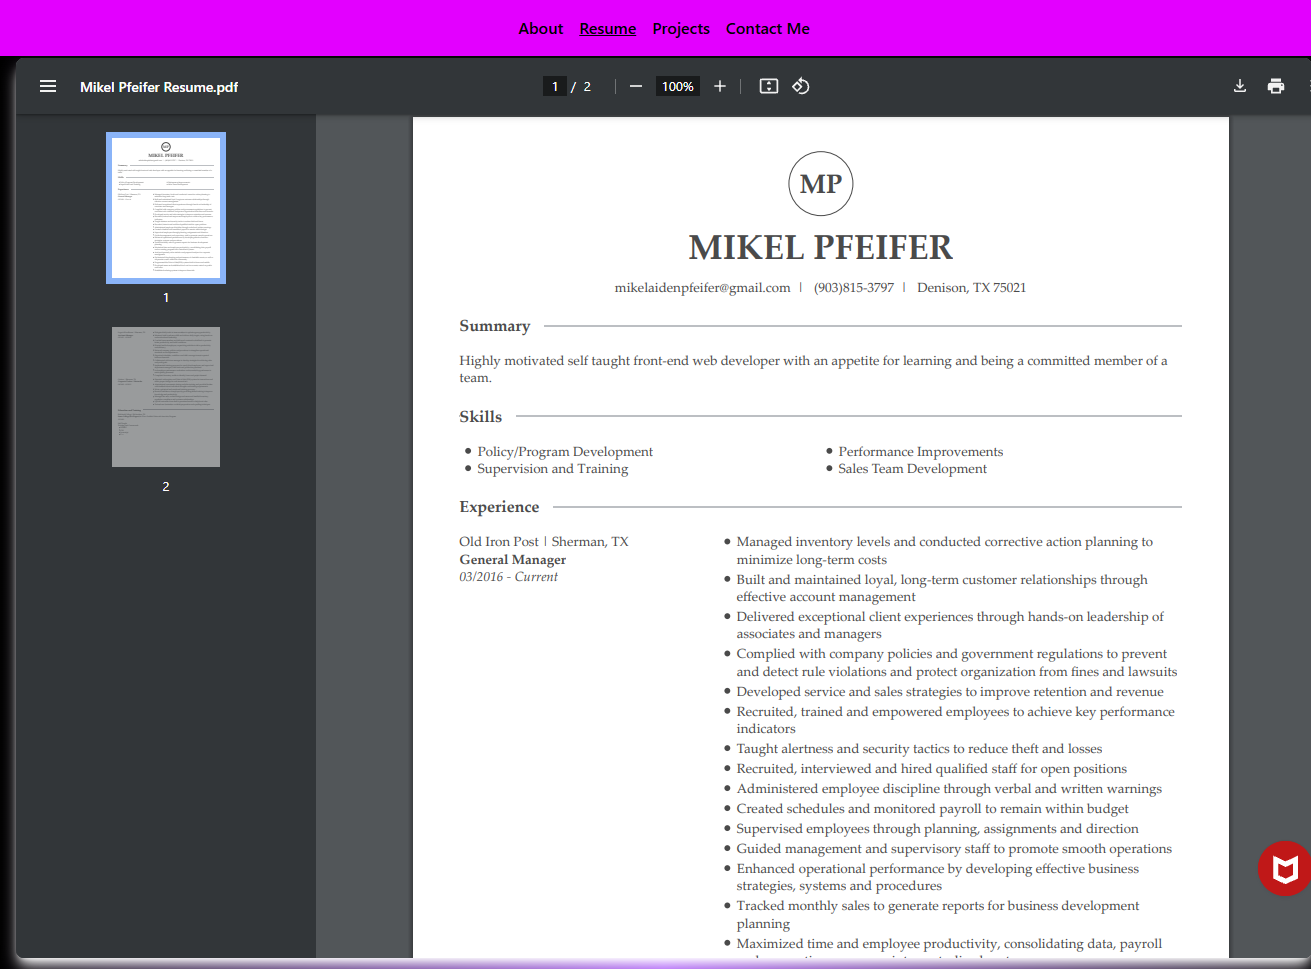 About Resume Projects Contact Me
Mikel Pfeifer Resume.pdf
1 / 2
100%
1
2
MP
MIKEL PFEIFER
mikelaidenpfeifer@gmail.com | (903)815-3797 | Denison, TX 75021
Summary
Highly motivated self taught front-end web developer with an appetite for learning and being a committed member of a
team.
Skills
Policy/Program Development
Supervision and Training
Performance Improvements
Sales Team Development
Experience
Old Iron Post | Sherman, TX
General Manager
03/2016 - Current
Managed inventory levels and conducted corrective action planning to
minimize long-term costs
Built and maintained loyal, long-term customer relationships through
effective account management
Delivered exceptional client experiences through hands-on leadership of
associates and managers
Complied with company policies and government regulations to prevent
and detect rule violations and protect organization from fines and lawsuits
Developed service and sales strategies to improve retention and revenue
Recruited, trained and empowered employees to achieve key performance
indicators
Taught alertness and security tactics to reduce theft and losses
Recruited, interviewed and hired qualified staff for open positions
Administered employee discipline through verbal and written warnings
Created schedules and monitored payroll to remain within budget
Supervised employees through planning, assignments and direction
Guided management and supervisory staff to promote smooth operations
Enhanced operational performance by developing effective business
strategies, systems and procedures
Tracked monthly sales to generate reports for business development
planning
Maximized time and employee productivity, consolidating data, payroll